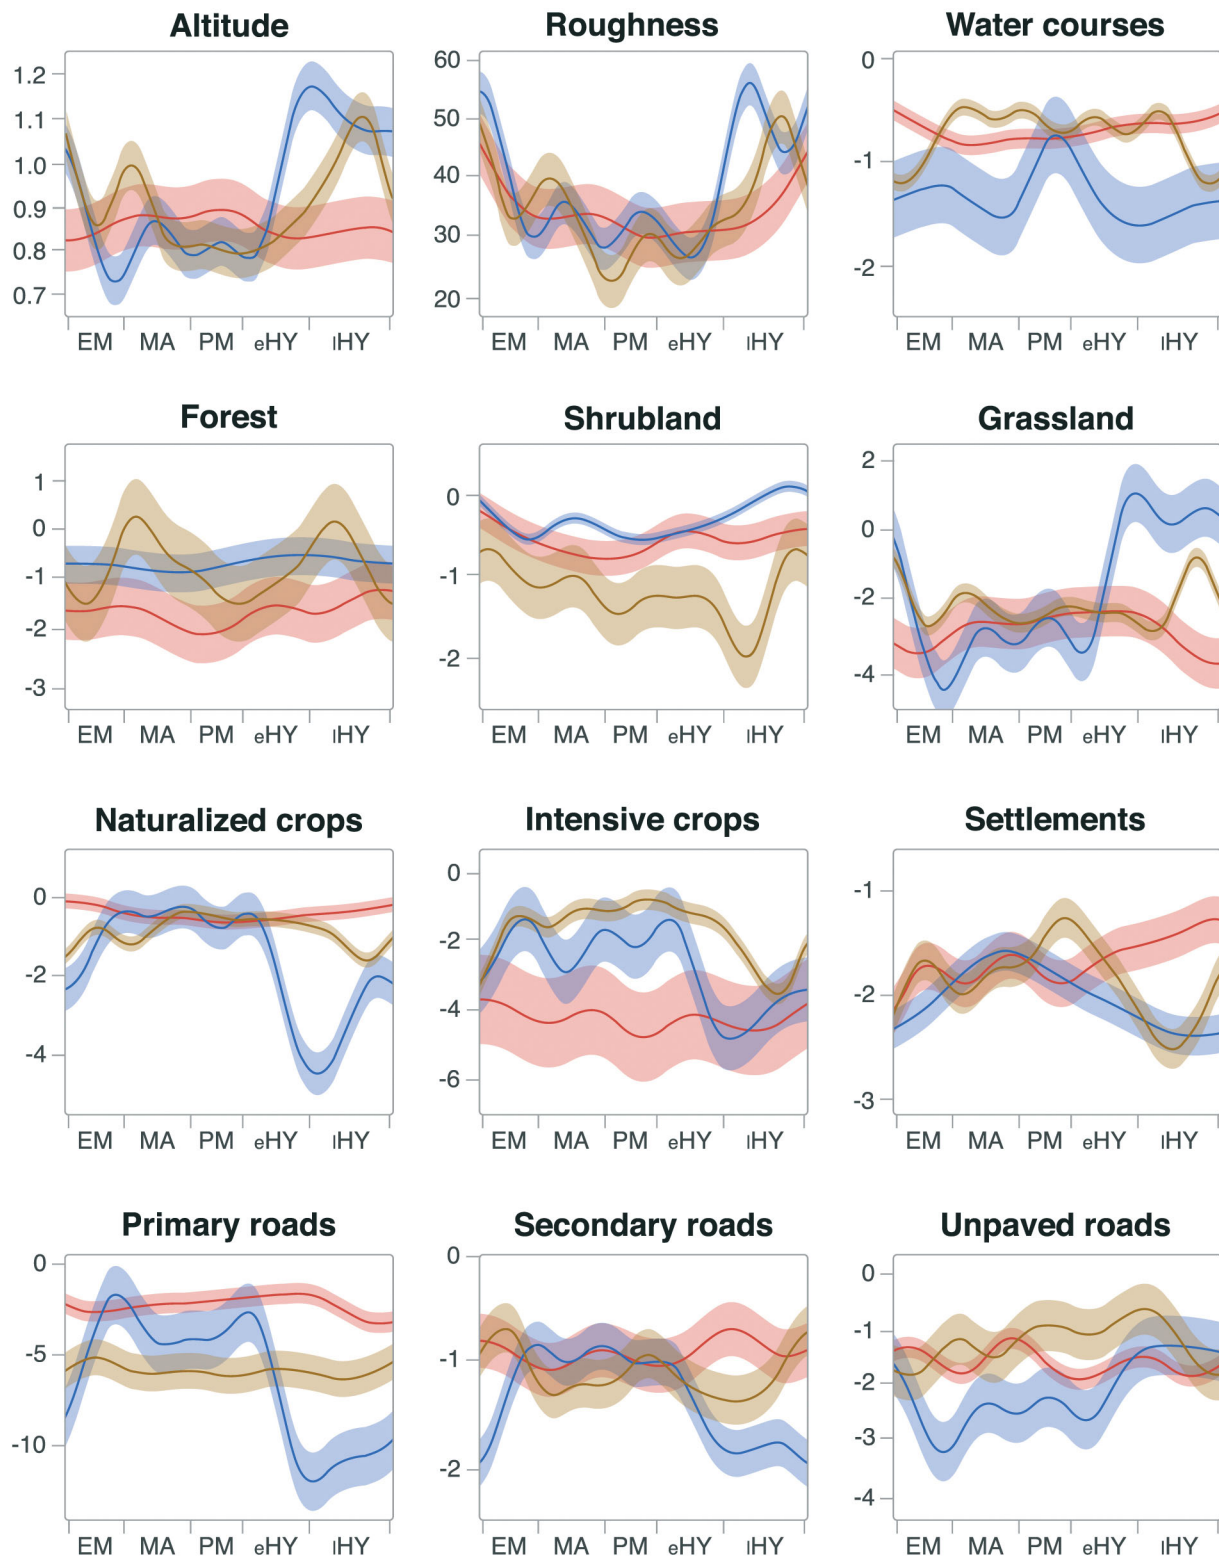 Altitude Roughness Water courses
1.2 60 0
1.1 50
1.0 40 -1
0.9 30
0.8 -2
0.7 20
EM MA PM eHY lHY EM MA PM eHY lHY EM MA PM eHY lHY
Forest Shrubland Grassland
1 0 2
0 0
-1 -1 -2
-2 -2 -4
-3
EM MA PM eHY lHY EM MA PM eHY lHY EM MA PM eHY lHY
Naturalized crops Intensive crops Settlements
0 0 -1
-2 -2 -2
-4 -4 -3
-6
EM MA PM eHY lHY EM MA PM eHY lHY EM MA PM eHY lHY
Primary roads Secondary roads Unpaved roads
0 0 0
-5 -1 -1
-10 -2 -2
-3
-4
EM MA PM eHY lHY EM MA PM eHY lHY EM MA PM eHY lHY